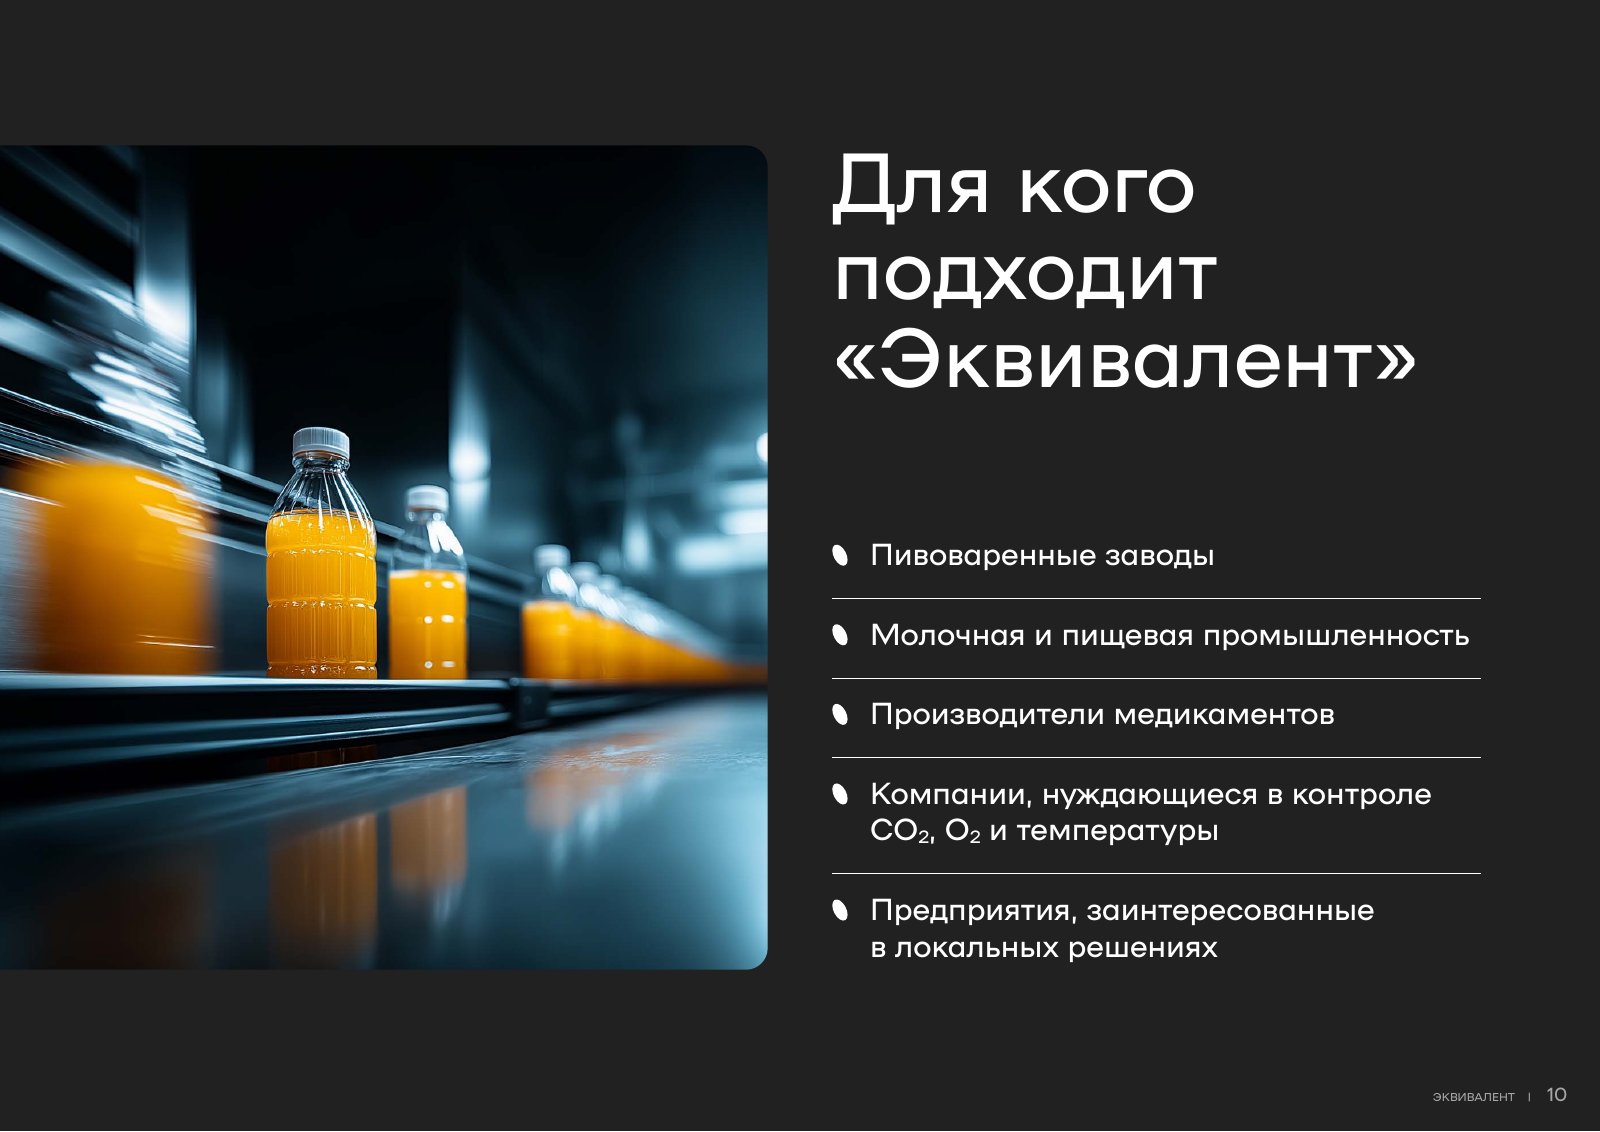 Для кого
подходит
«Эквивалент»
Пивоваренные заводы
Молочная и пищевая промышленность
Производители медикаментов
Компании, нуждающиеся в контроле
CO₂, O₂ и температуры
Предприятия, заинтересованные
в локальных решениях
ЭКВИВАЛЕНТ | 10